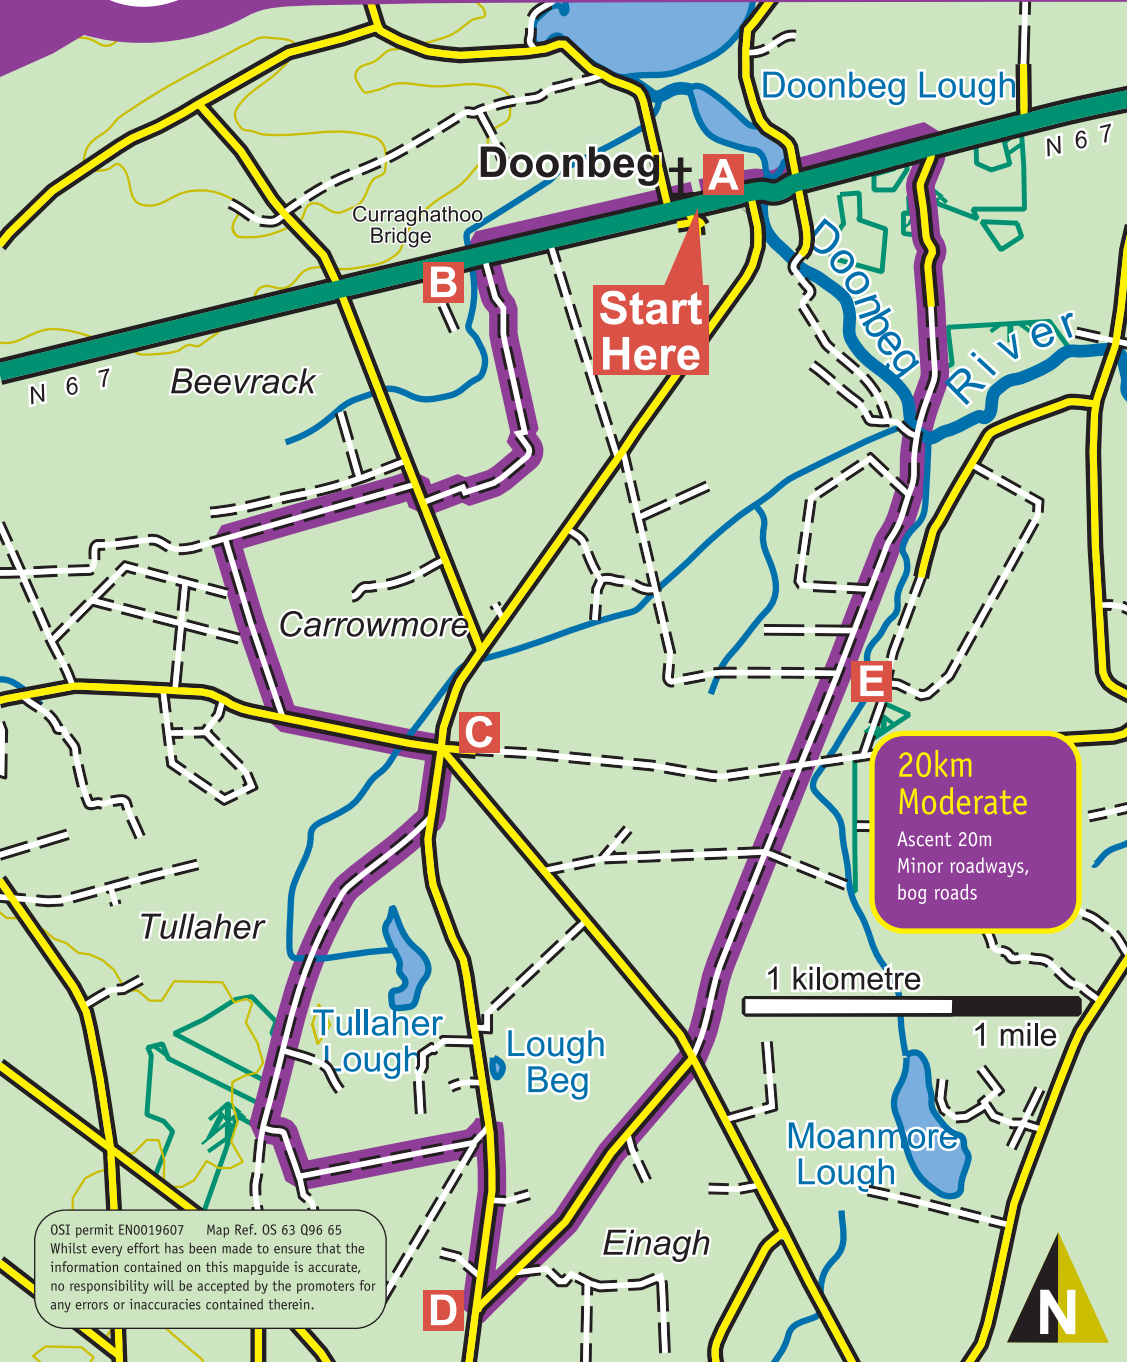 Doonbeg Lough
N 67
Doonbeg
A
Curraghathoo
Bridge
B
Start
Here
Doonbeg
River
N 67
Beevrack
Carrowmore
C
E
20km
Moderate
Ascent 20m
Minor roadways,
bog roads
Tullaher
1 kilometre
1 mile
Tullaher
Lough
Lough
Beg
Moanmore
Lough
Einagh
D
OSI permit EN0019607 Map Ref. OS 63 Q96 65
Whilst every effort has been made to ensure that the
information contained on this mapguide is accurate,
no responsibility will be accepted by the promoters for
any errors or inaccuracies contained therein.
N